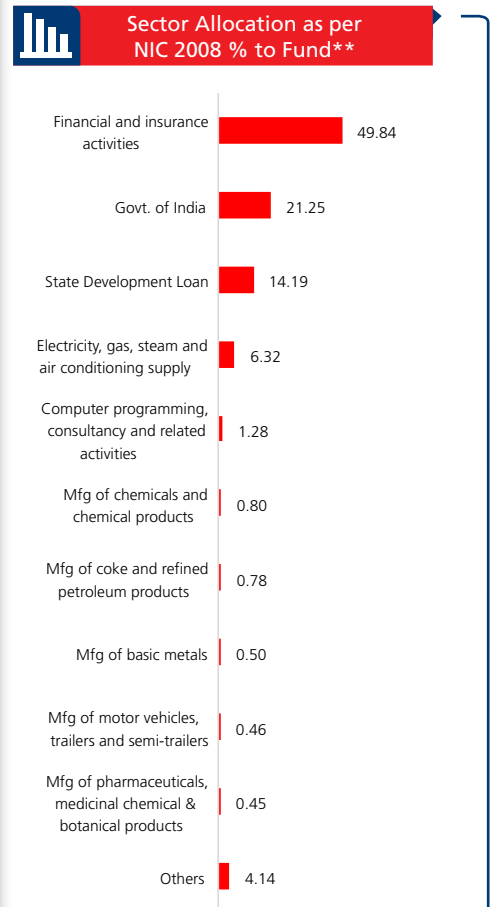 Sector Allocation as per
NIC 2008 % to Fund**
Financial and insurance
activities
49.84
Govt. of India
21.25
State Development Loan
14.19
Electricity, gas, steam and
air conditioning supply
6.32
Computer programming,
consultancy and related
activities
1.28
Mfg of chemicals and
chemical products
0.80
Mfg of coke and refined
petroleum products
0.78
Mfg of basic metals
0.50
Mfg of motor vehicles,
trailers and semi-trailers
0.46
Mfg of pharmaceuticals,
medicinal chemical &
botanical products
0.45
Others
4.14